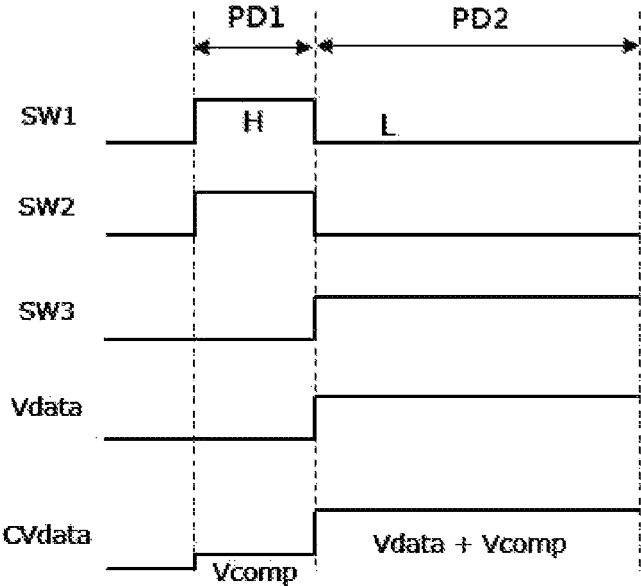 PD1 PD2
SW1 H L
SW2
SW3
Vdata
CVdata Vdata + Vcomp
Vcomp